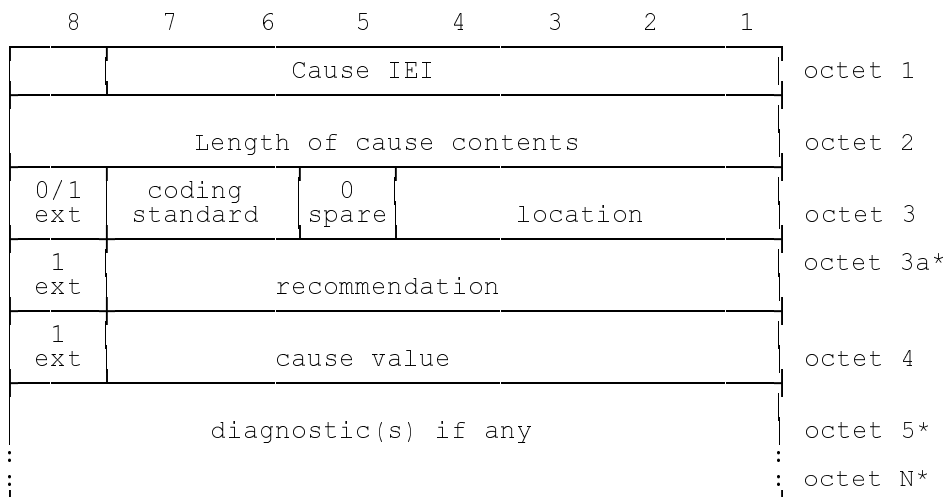 8 7 6 5 4 3 2 1
Cause IEI octet 1
Length of cause contents octet 2
0/1 coding 0
ext standard spare location octet 3
1 octet 3a*
ext recommendation
1
ext cause value octet 4
diagnostic(s) if any octet 5*
: :
: : octet N*